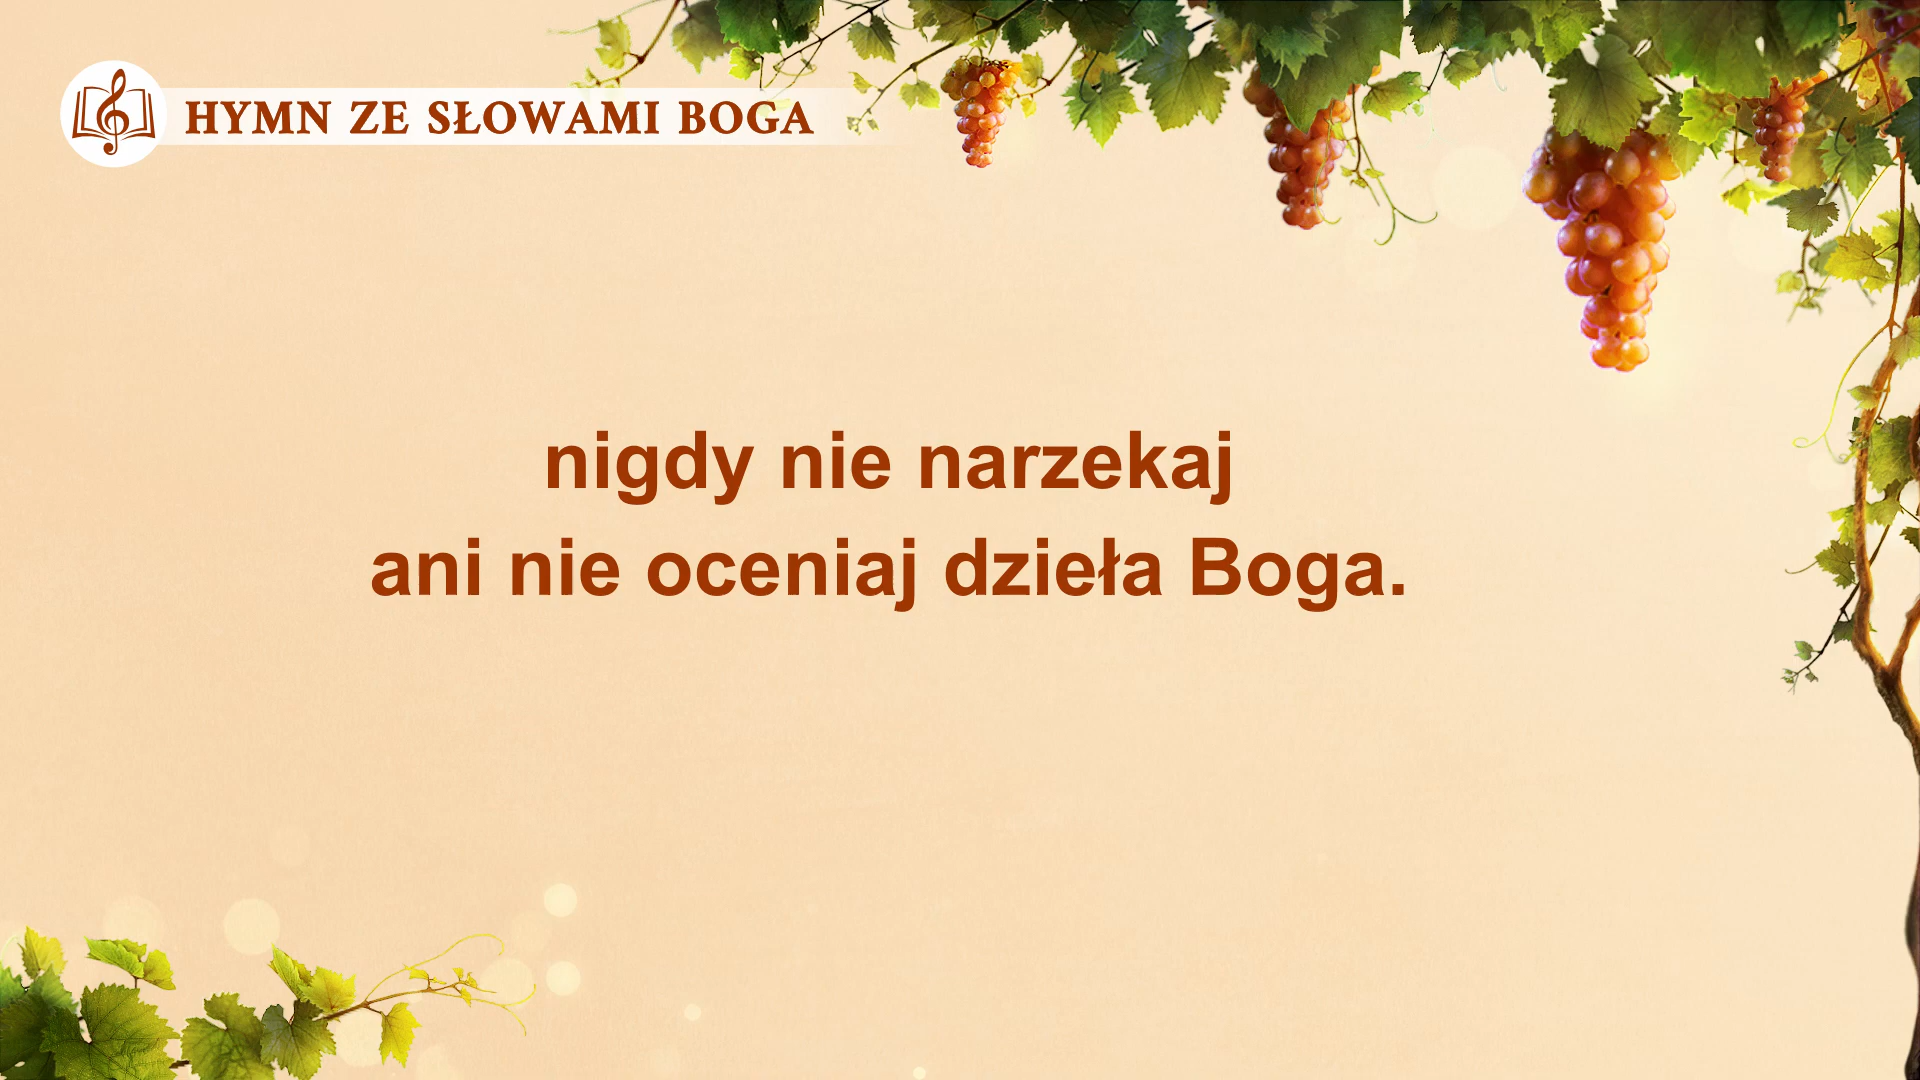 HYMN ZE SŁOWAMI BOGA
nigdy nie narzekaj
ani nie oceniaj dzieła Boga.